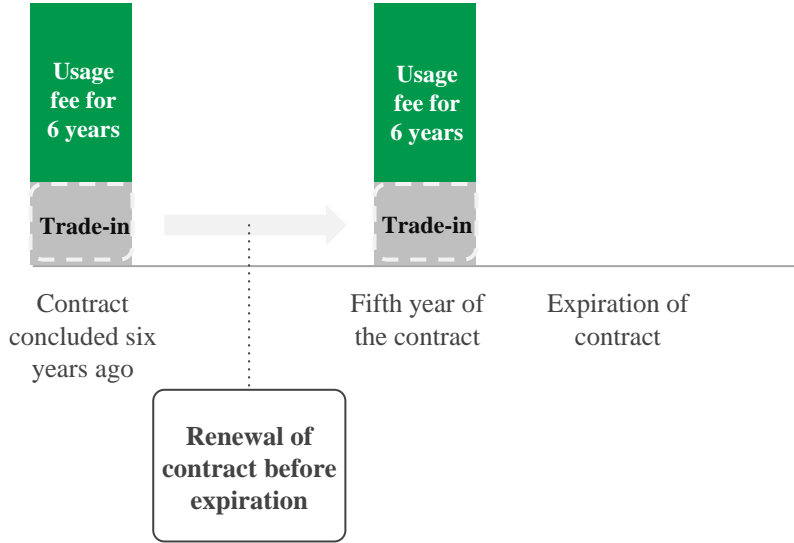 Usage
fee for
6 years
Trade-in
Usage
fee for
6 years
Trade-in
Contract
concluded six
years ago
Fifth year of
the contract
Expiration of
contract
Renewal of
contract before
expiration